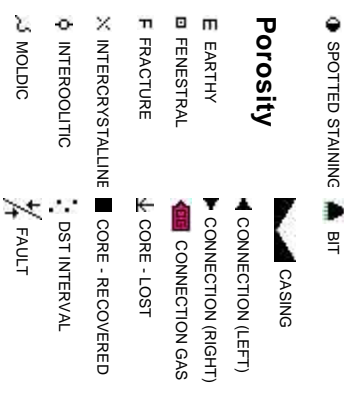 SPOTTED STAINING
Porosity
E EARTHY
FENESTRAL
F FRACTURE
INTERCRYSTALLINE
INTEROOLITIC
MOLDIC
BIT
CASING
CONNECTION (LEFT)
CONNECTION (RIGHT)
CONNECTION GAS
CORE - LOST
CORE - RECOVERED
DST INTERVAL
FAULT